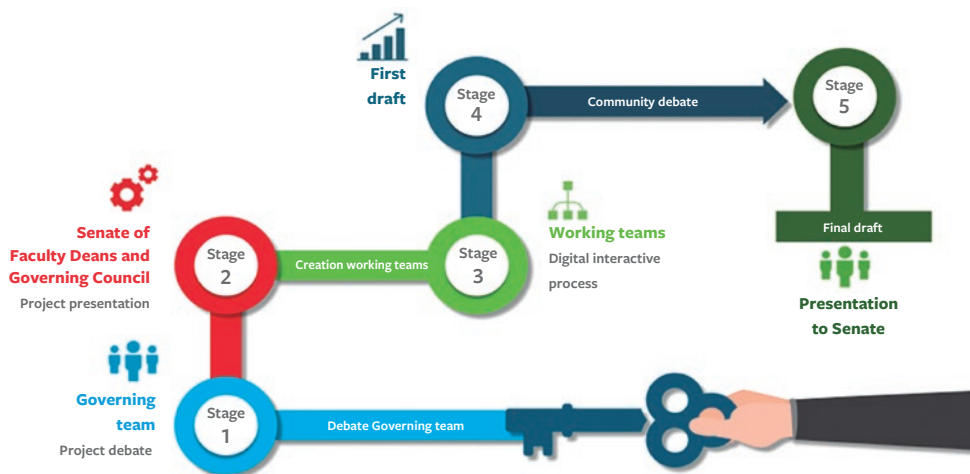 First
draft
Stage
4
Community debate
Stage
5
Senate of
Faculty Deans and
Governing Council
Project presentation
Stage
2
Creation working teams
Stage
3
Working teams
Digital interactive
process
Final draft
Presentation
to Senate
Governing
team
Project debate
Stage
1
Debate Governing team